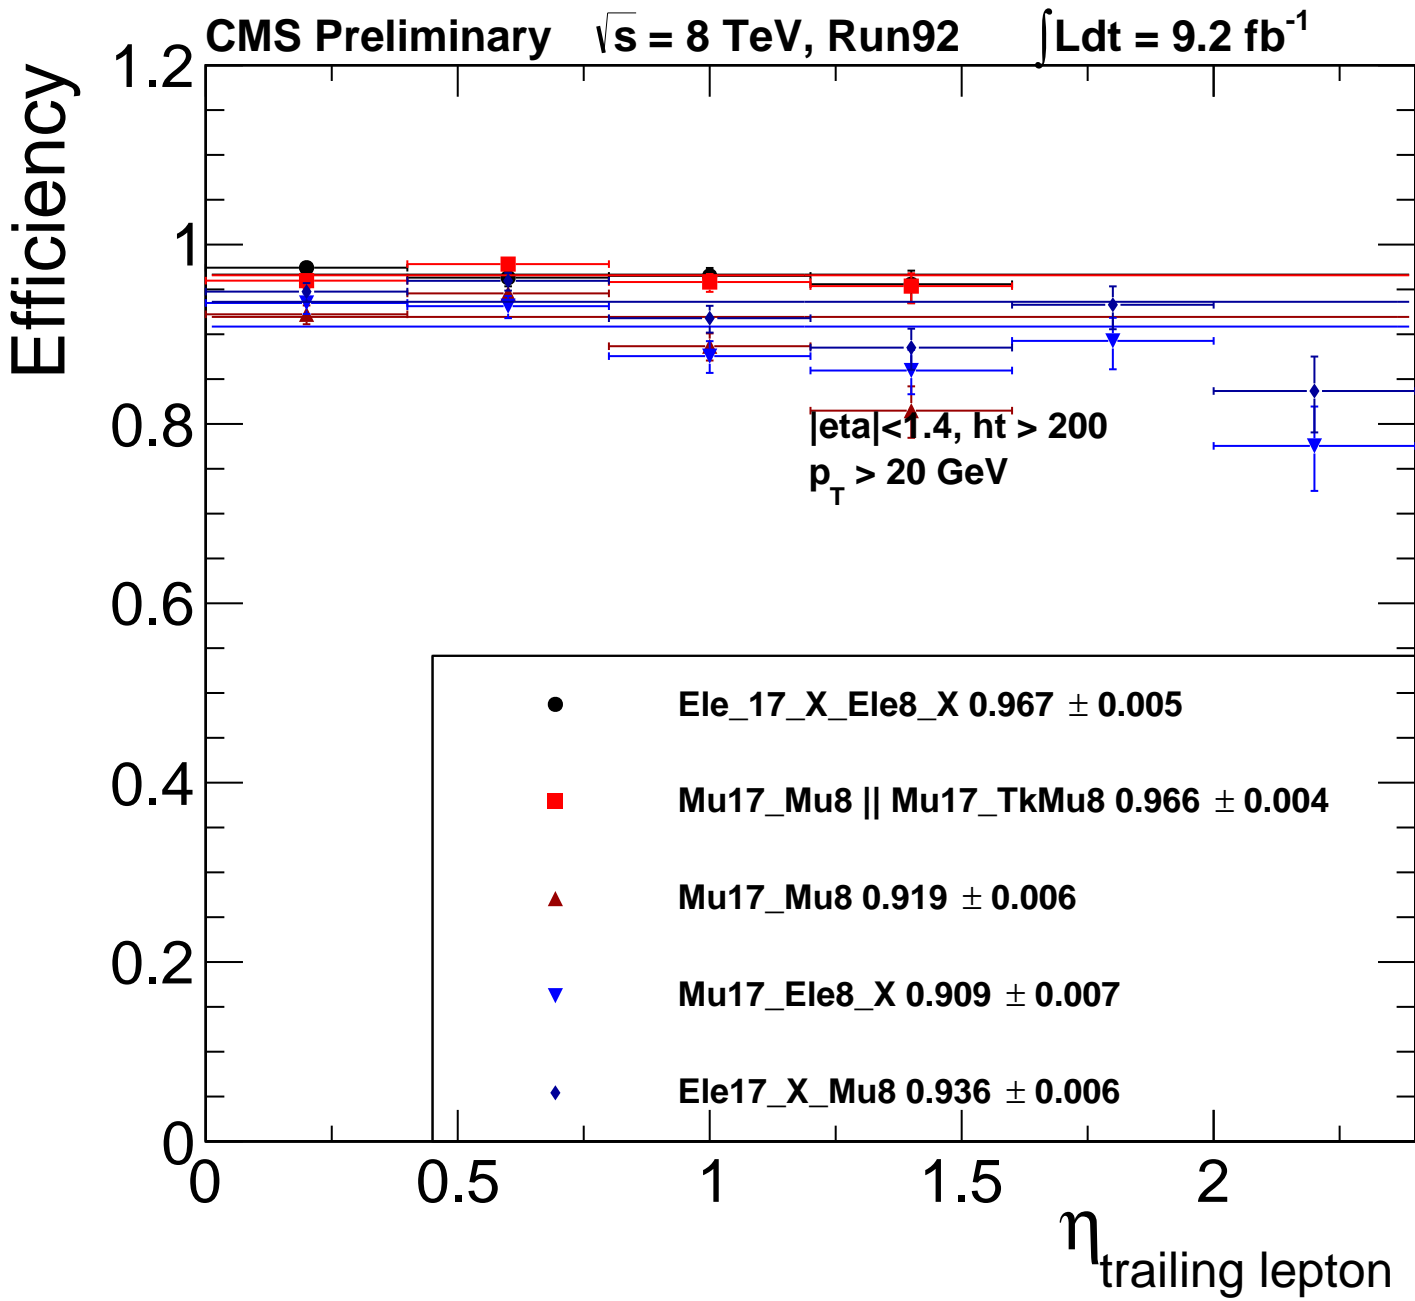 CMS Preliminary √s = 8 TeV, Run92 ∫Ldt = 9.2 fb⁻¹
Efficiency
1.2
1
0.8
0.6
0.4
0.2
0
|eta|<1.4, ht > 200
p_T > 20 GeV
Ele_17_X_Ele8_X 0.967 ± 0.005
Mu17_Mu8 || Mu17_TkMu8 0.966 ± 0.004
Mu17_Mu8 0.919 ± 0.006
Mu17_Ele8_X 0.909 ± 0.007
Ele17_X_Mu8 0.936 ± 0.006
0 0.5 1 1.5 2
η trailing lepton